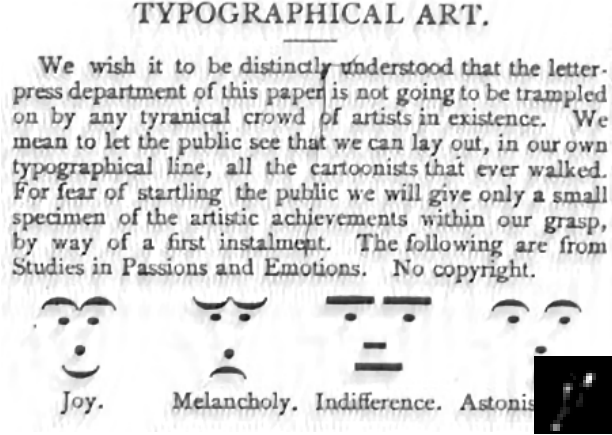 TYPOGRAPHICAL ART.
We wish it to be distinctly understood that the letter-
press department of this paper is not going to be trampled
on by any tyranical crowd of artists in existence. We
mean to let the public see that we can lay out, in our own
typographical line, all the cartoonists that ever walked.
For fear of startling the public we will give only a small
specimen of the artistic achievements within our grasp,
by way of a first instalment. The following are from
Studies in Passions and Emotions. No copyright.
Joy. Melancholy. Indifference.